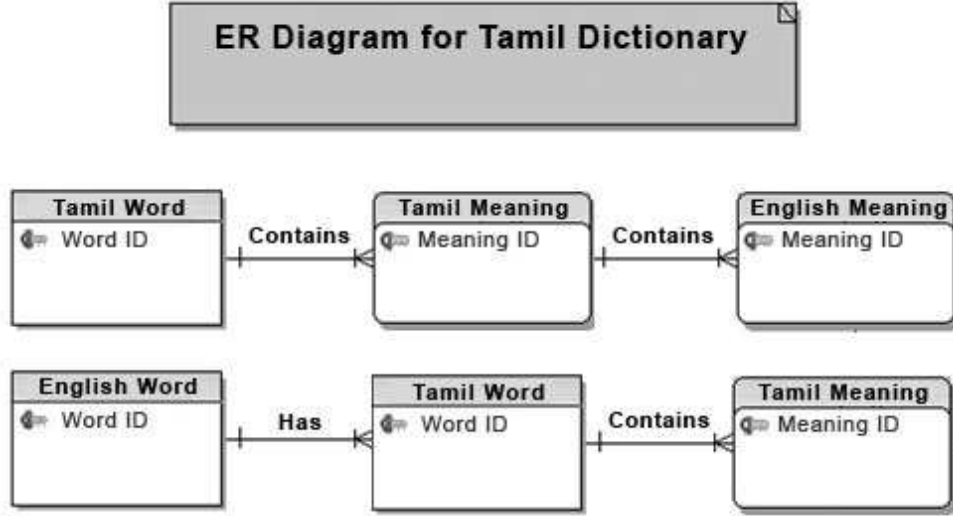 ER Diagram for Tamil Dictionary
Tamil Word
Word ID
Contains
Tamil Meaning
Meaning ID
Contains
English Meaning
Meaning ID
English Word
Word ID
Has
Tamil Word
Word ID
Contains
Tamil Meaning
Meaning ID